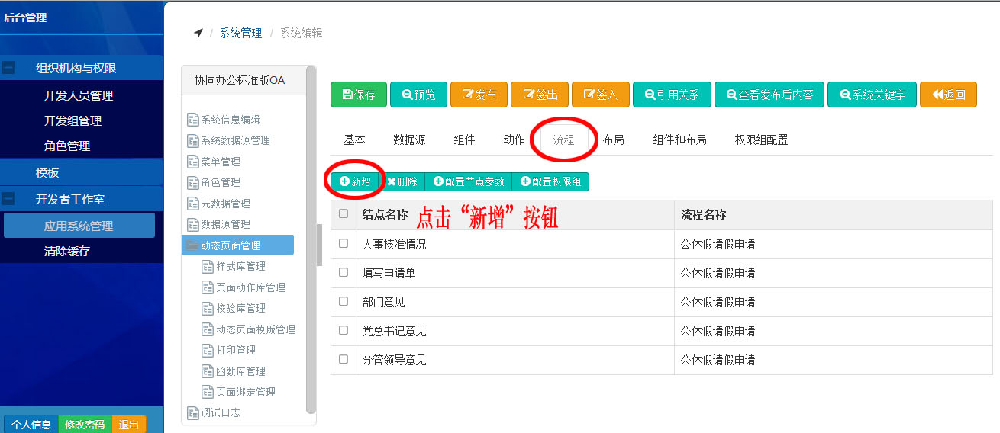 后台管理
组织机构与权限
开发人员管理
开发组管理
角色管理
模板
开发者工作室
应用系统管理
清除缓存
个人信息 修改密码 退出
/ 系统管理 / 系统编辑
协同办公标准版OA
系统信息编辑
系统数据源管理
菜单管理
角色管理
元数据管理
数据源管理
动态页面管理
样式库管理
页面动作库管理
校验库管理
动态页面模版管理
打印管理
函数库管理
页面绑定管理
调试日志
保存 预览 发布 签出 签入 引用关系 查看发布后内容 系统关键字 返回
基本 数据源 组件 动作 流程 布局 组件和布局 权限组配置
新增 删除 配置节点参数 配置权限组
结点名称 点击“新增”按钮 流程名称
人事核准情况 公休假请假申请
填写申请单 公休假请假申请
部门意见 公休假请假申请
党总书记意见 公休假请假申请
分管领导意见 公休假请假申请